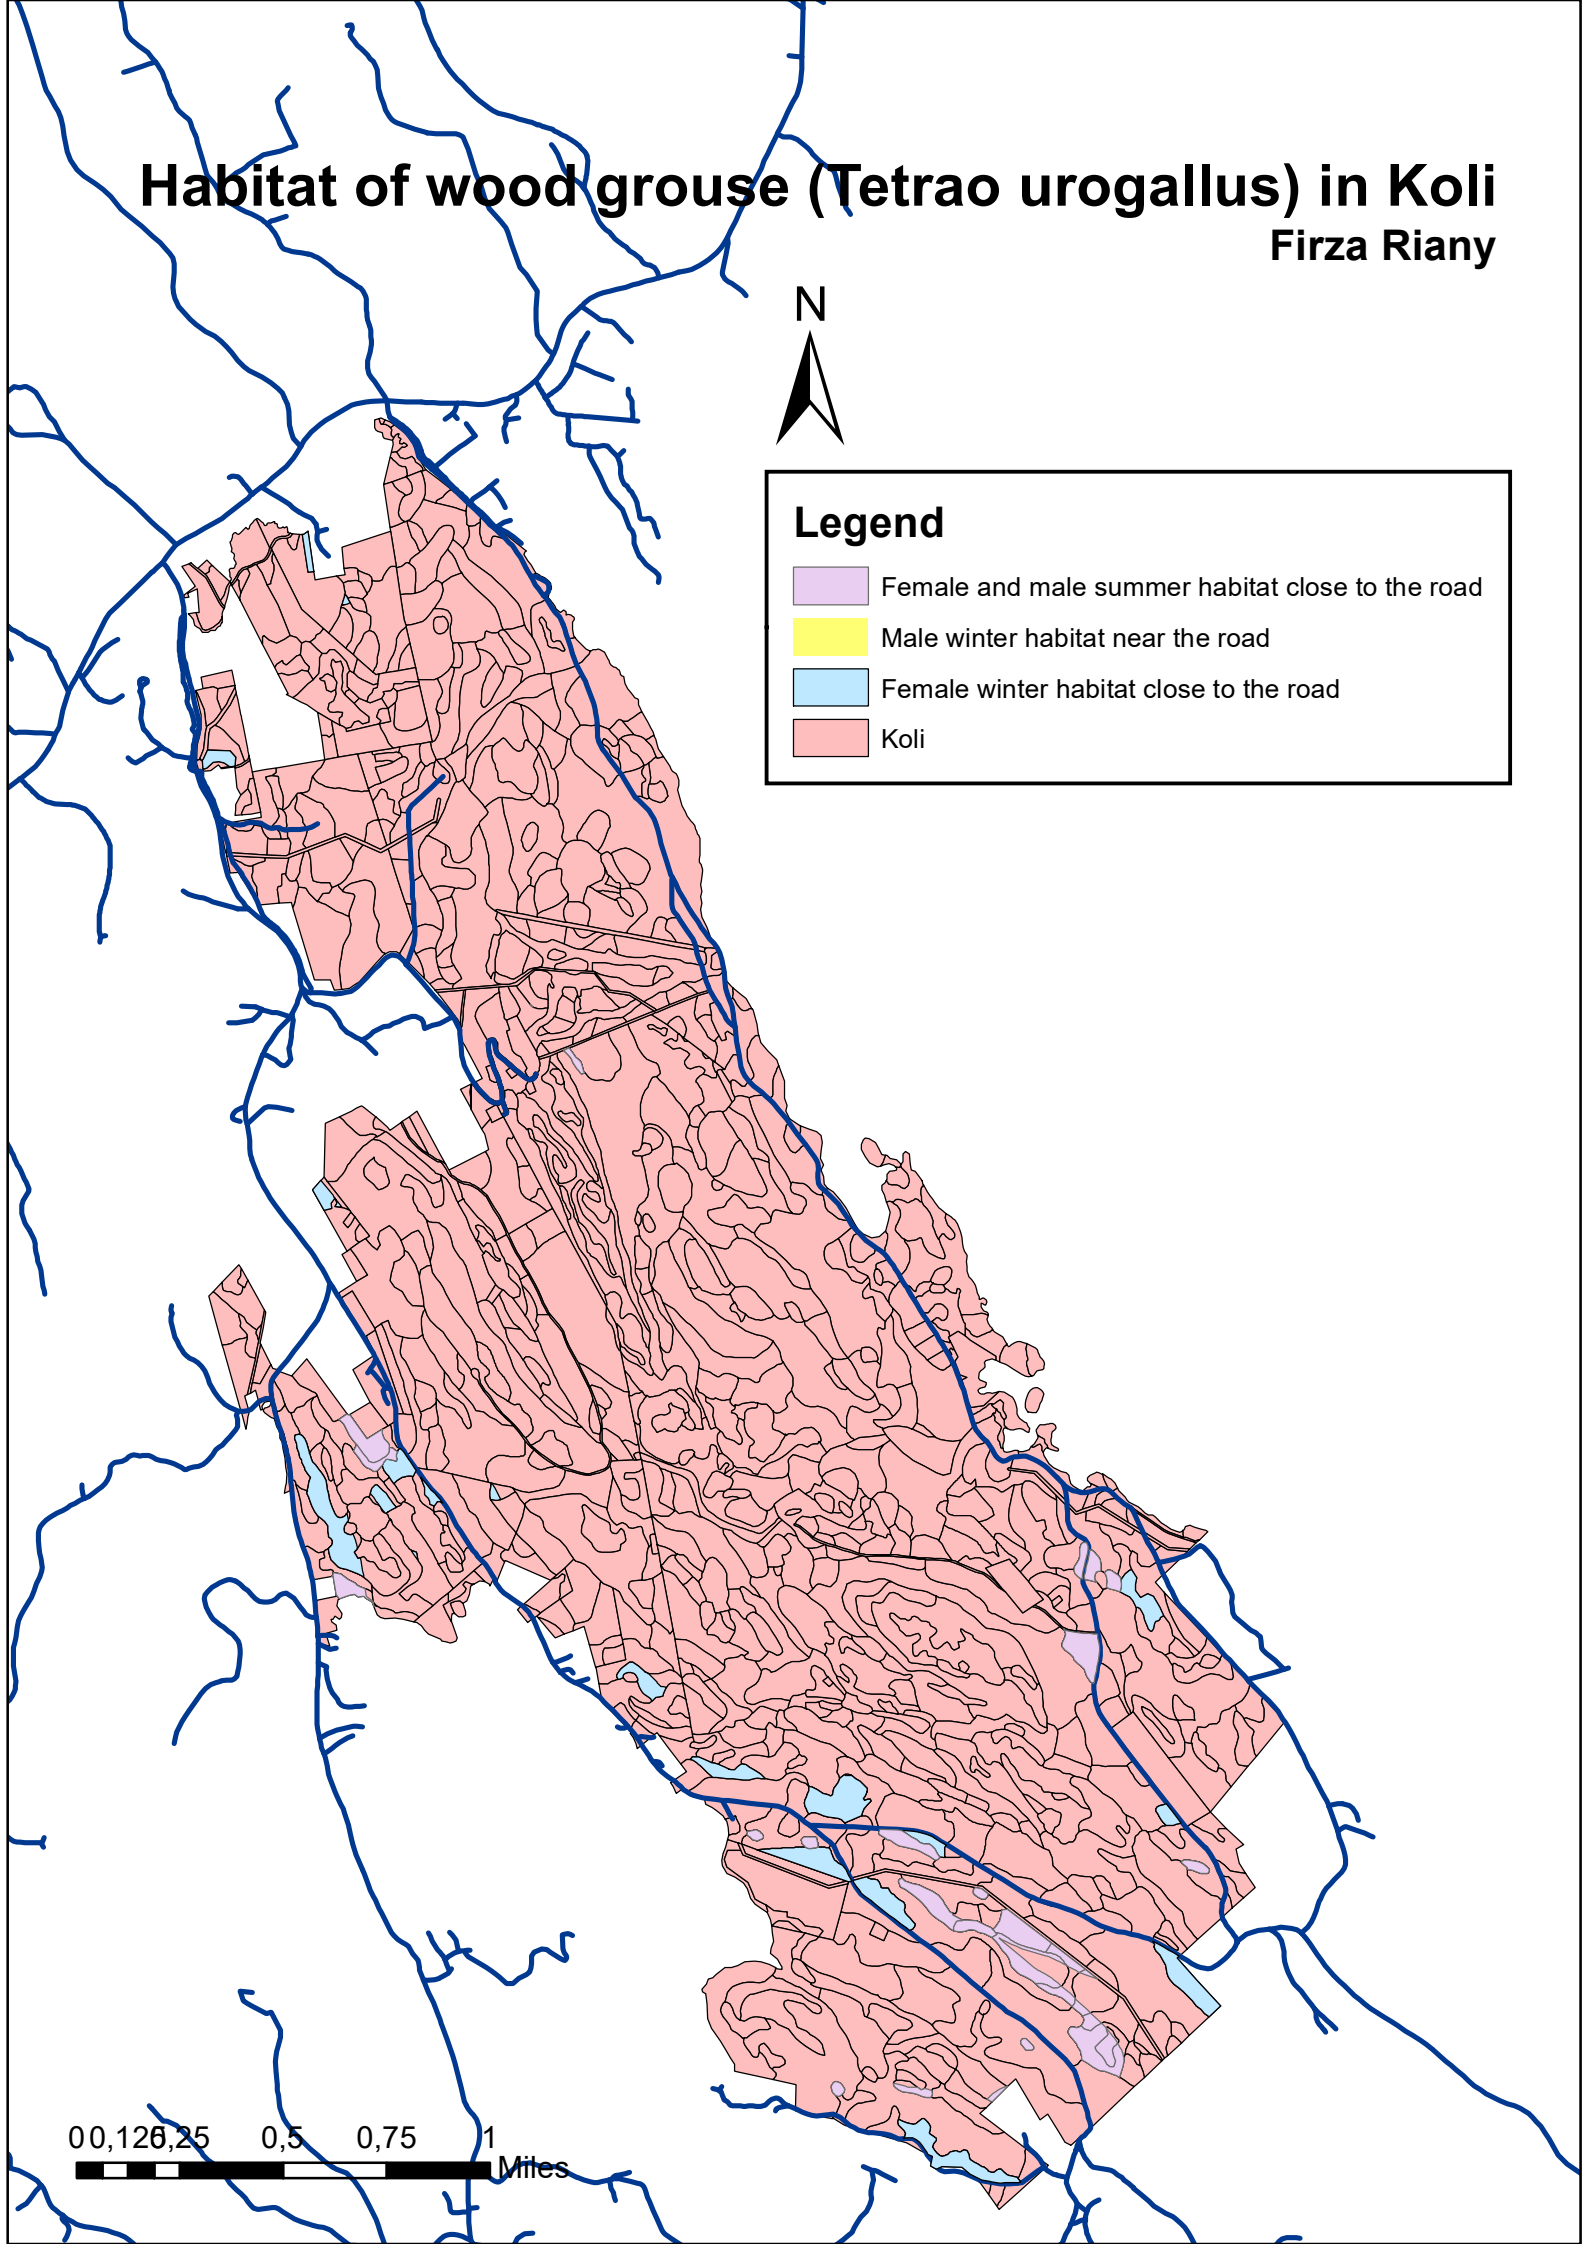 Habitat of wood grouse (Tetrao urogallus) in Koli
Firza Riany
N
Legend
Female and male summer habitat close to the road
Male winter habitat near the road
Female winter habitat close to the road
Koli
0 0,125 0,25 0,5 0,75 1
Miles